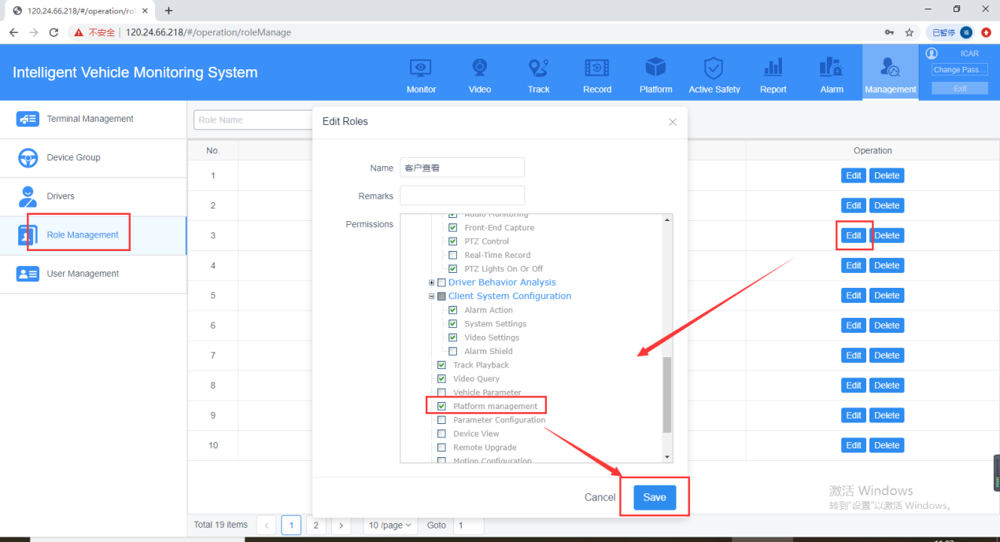 120.24.66.218/#/operation/rol
不安全
120.24.66.218/#/operation/roleManage
已暂停
福
Intelligent Vehicle Monitoring System
Monitor
Video
Track
Record
Platform
Active Safety
Report
Alarm
Management
ICAR
Change Pass...
Exit
Terminal Management
Device Group
Drivers
Role Management
User Management
Role Name
No.
Operation
1
Edit Delete
2
Edit Delete
3
Edit Delete
4
Edit Delete
5
Edit Delete
6
Edit Delete
7
Edit Delete
8
Edit Delete
9
Edit Delete
10
Edit Delete
Edit Roles
Name 客户查看
Remarks
Permissions
Audio Monitoring
Front-End Capture
PTZ Control
Real-Time Record
PTZ Lights On Or Off
Driver Behavior Analysis
Client System Configuration
Alarm Action
System Settings
Video Settings
Alarm Shield
Track Playback
Video Query
Vehicle Parameter
Platform management
Parameter Configuration
Device View
Remote Upgrade
Motion Configuration
Cancel Save
激活 Windows
转到"设置"以激活 Windows。
Total 19 items 1 2 10 /page Goto 1